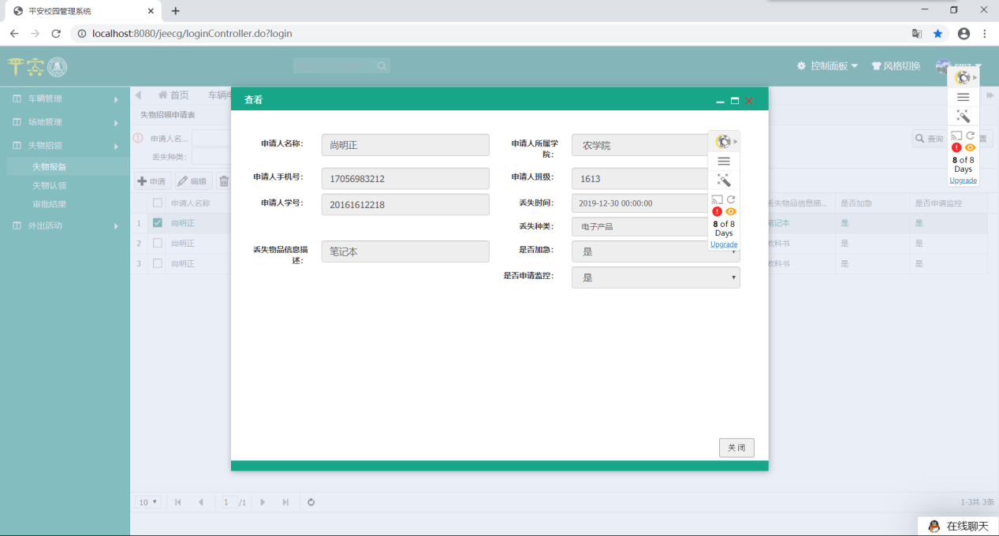 平安校园管理系统
localhost:8080/jeecg/loginController.do?login
平安
控制面板
风格切换
smz
车辆管理
场地管理
失物招领
失物报备
失物认领
审批结果
外出活动
首页
车辆申
失物招领申请表
申请人名...
丢失种类:
查询
置
申请
编辑
申请人名称
丢失物品信息描...
是否加急
是否申请监控
1 尚明正 笔记本 是 是
2 尚明正 教科书 是 是
3 尚明正 教科书 是 是
查看
申请人名称: 尚明正
申请人所属学院: 农学院
申请人手机号: 17056983212
申请人班级: 1613
申请人学号: 20161612218
丢失时间: 2019-12-30 00:00:00
丢失种类: 电子产品
丢失物品信息描述: 笔记本
是否加急: 是
是否申请监控: 是
8 of 8
Days
Upgrade
8 of 8
Days
Upgrade
关闭
10
1 /1
1-3共 3条
在线聊天